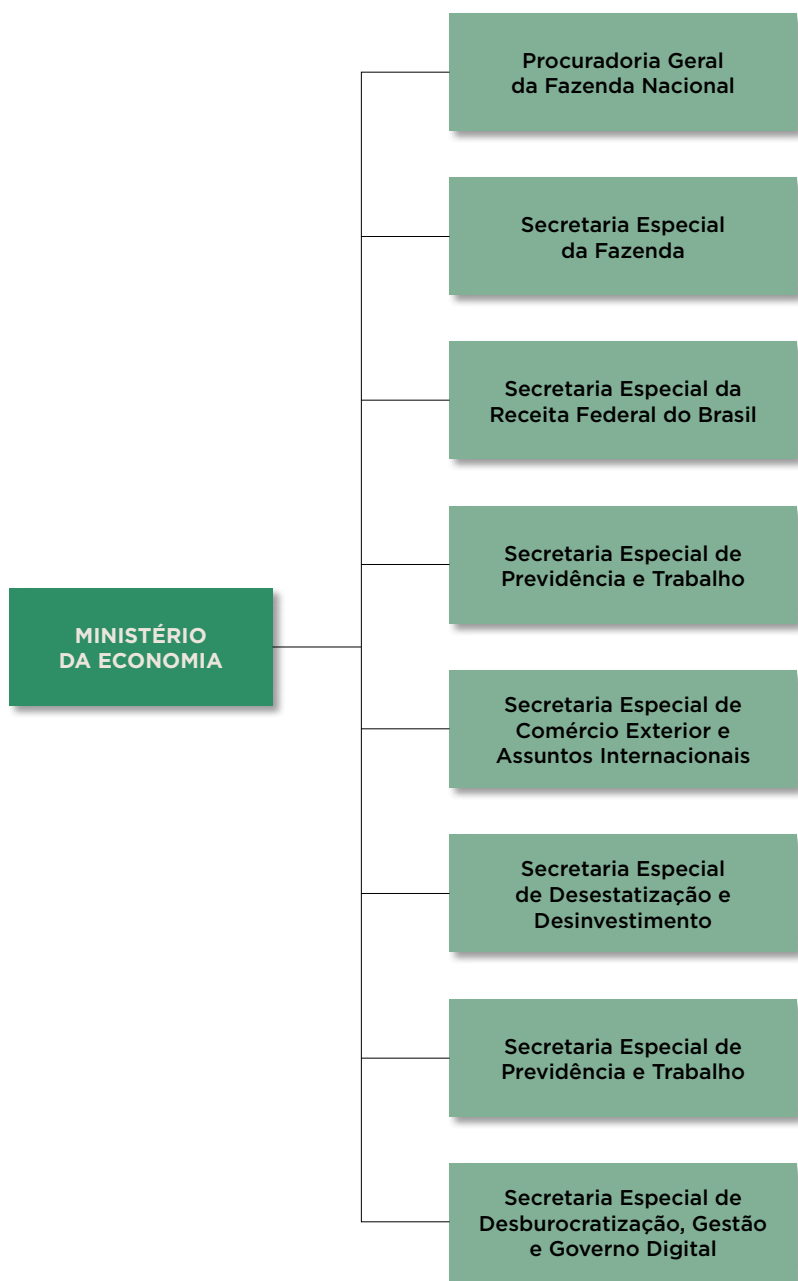 Procuradoria Geral
da Fazenda Nacional
Secretaria Especial
da Fazenda
Secretaria Especial da
Receita Federal do Brasil
Secretaria Especial de
Previdência e Trabalho
MINISTÉRIO
DA ECONOMIA
Secretaria Especial de
Comércio Exterior e
Assuntos Internacionais
Secretaria Especial
de Desestatização e
Desinvestimento
Secretaria Especial de
Previdência e Trabalho
Secretaria Especial de
Desburocratização, Gestão
e Governo Digital